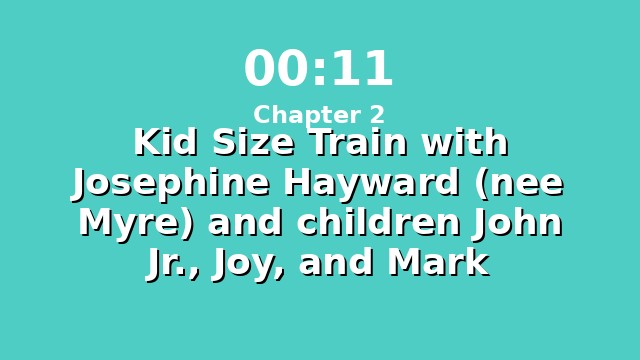 00:11
Chapter 2
Kid Size Train with
Josephine Hayward (nee
Myre) and children John
Jr., Joy, and Mark